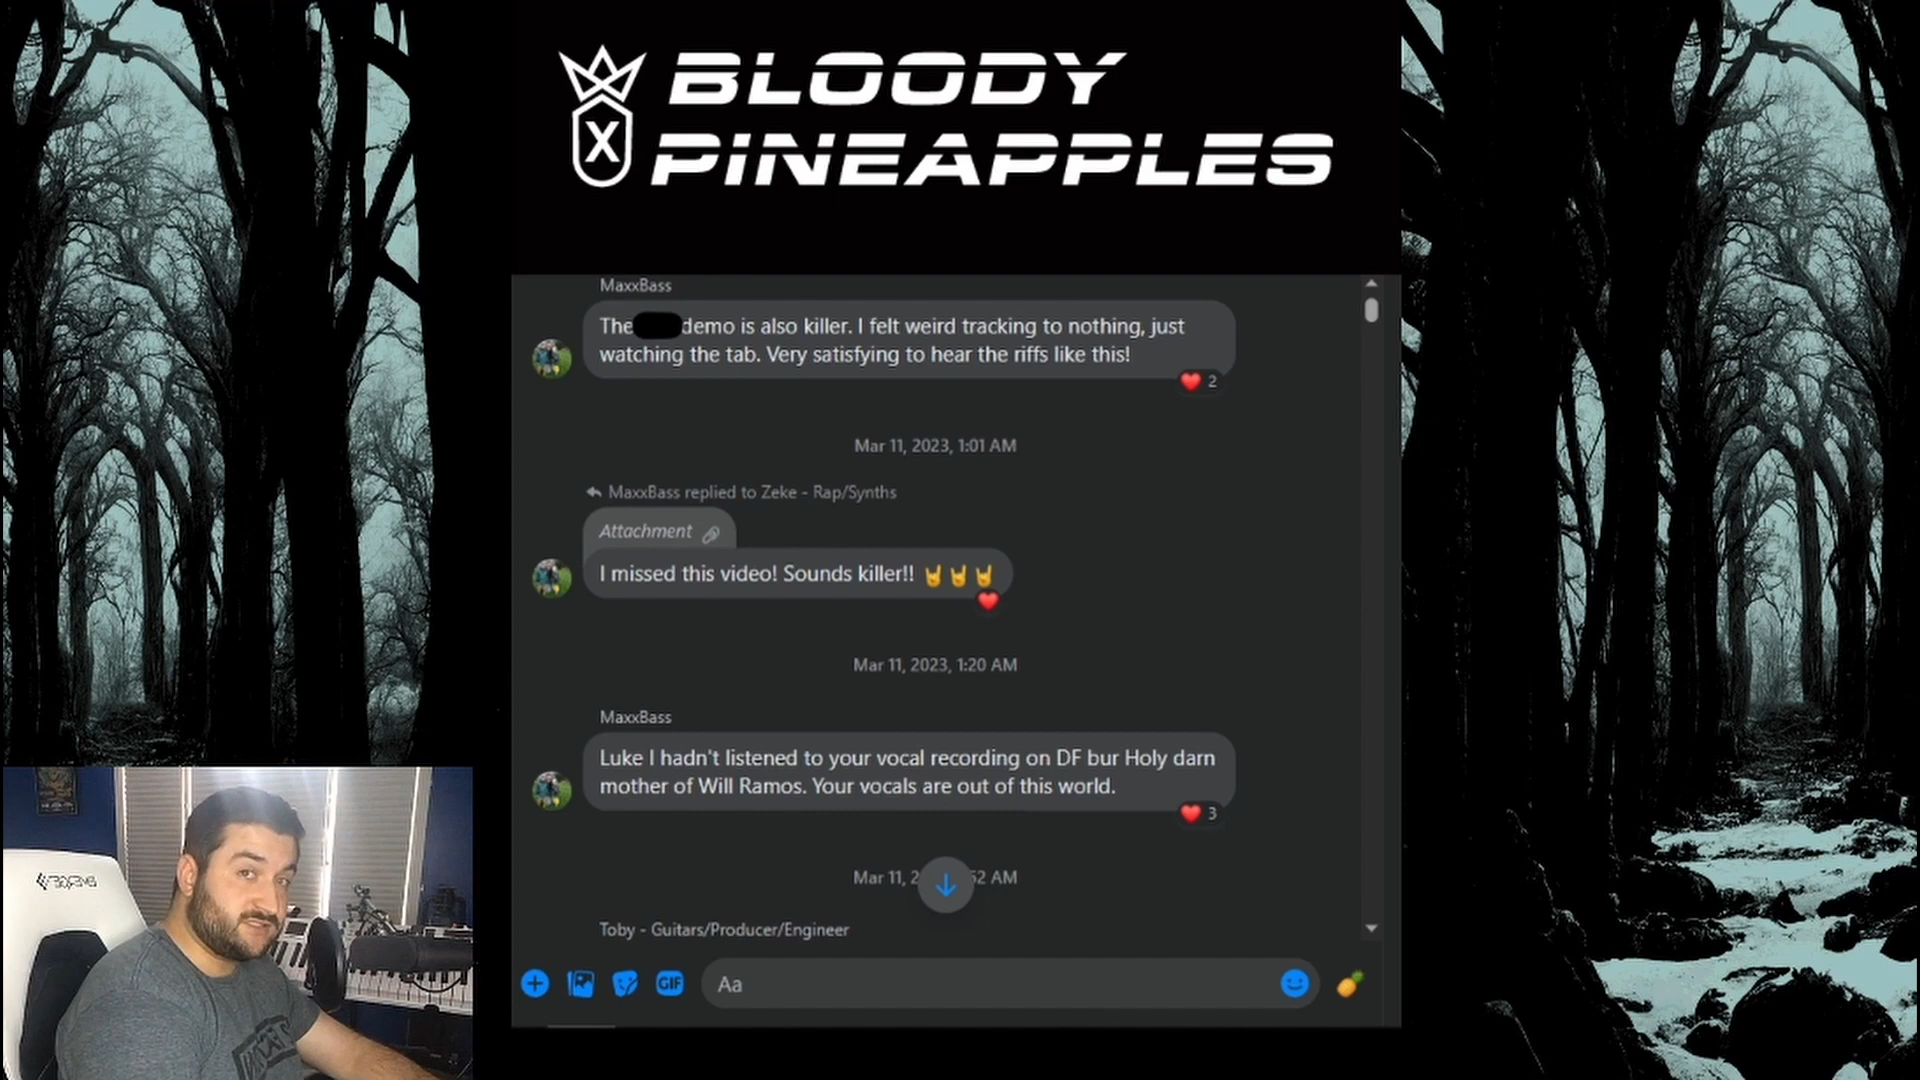 BLOODY
X
PINEAPPLES
MaxxBass
The demo is also killer. I felt weird tracking to nothing, just
watching the tab. Very satisfying to hear the riffs like this!
2
Mar 11, 2023, 1:01 AM
MaxxBass replied to Zeke - Rap/Synths
Attachment
I missed this video! Sounds killer!! 🤘🤘🤘
Mar 11, 2023, 1:20 AM
MaxxBass
Luke I hadn't listened to your vocal recording on DF bur Holy darn
mother of Will Ramos. Your vocals are out of this world.
3
Mar 11, 2 52 AM
Toby - Guitars/Producer/Engineer
GIF
Aa